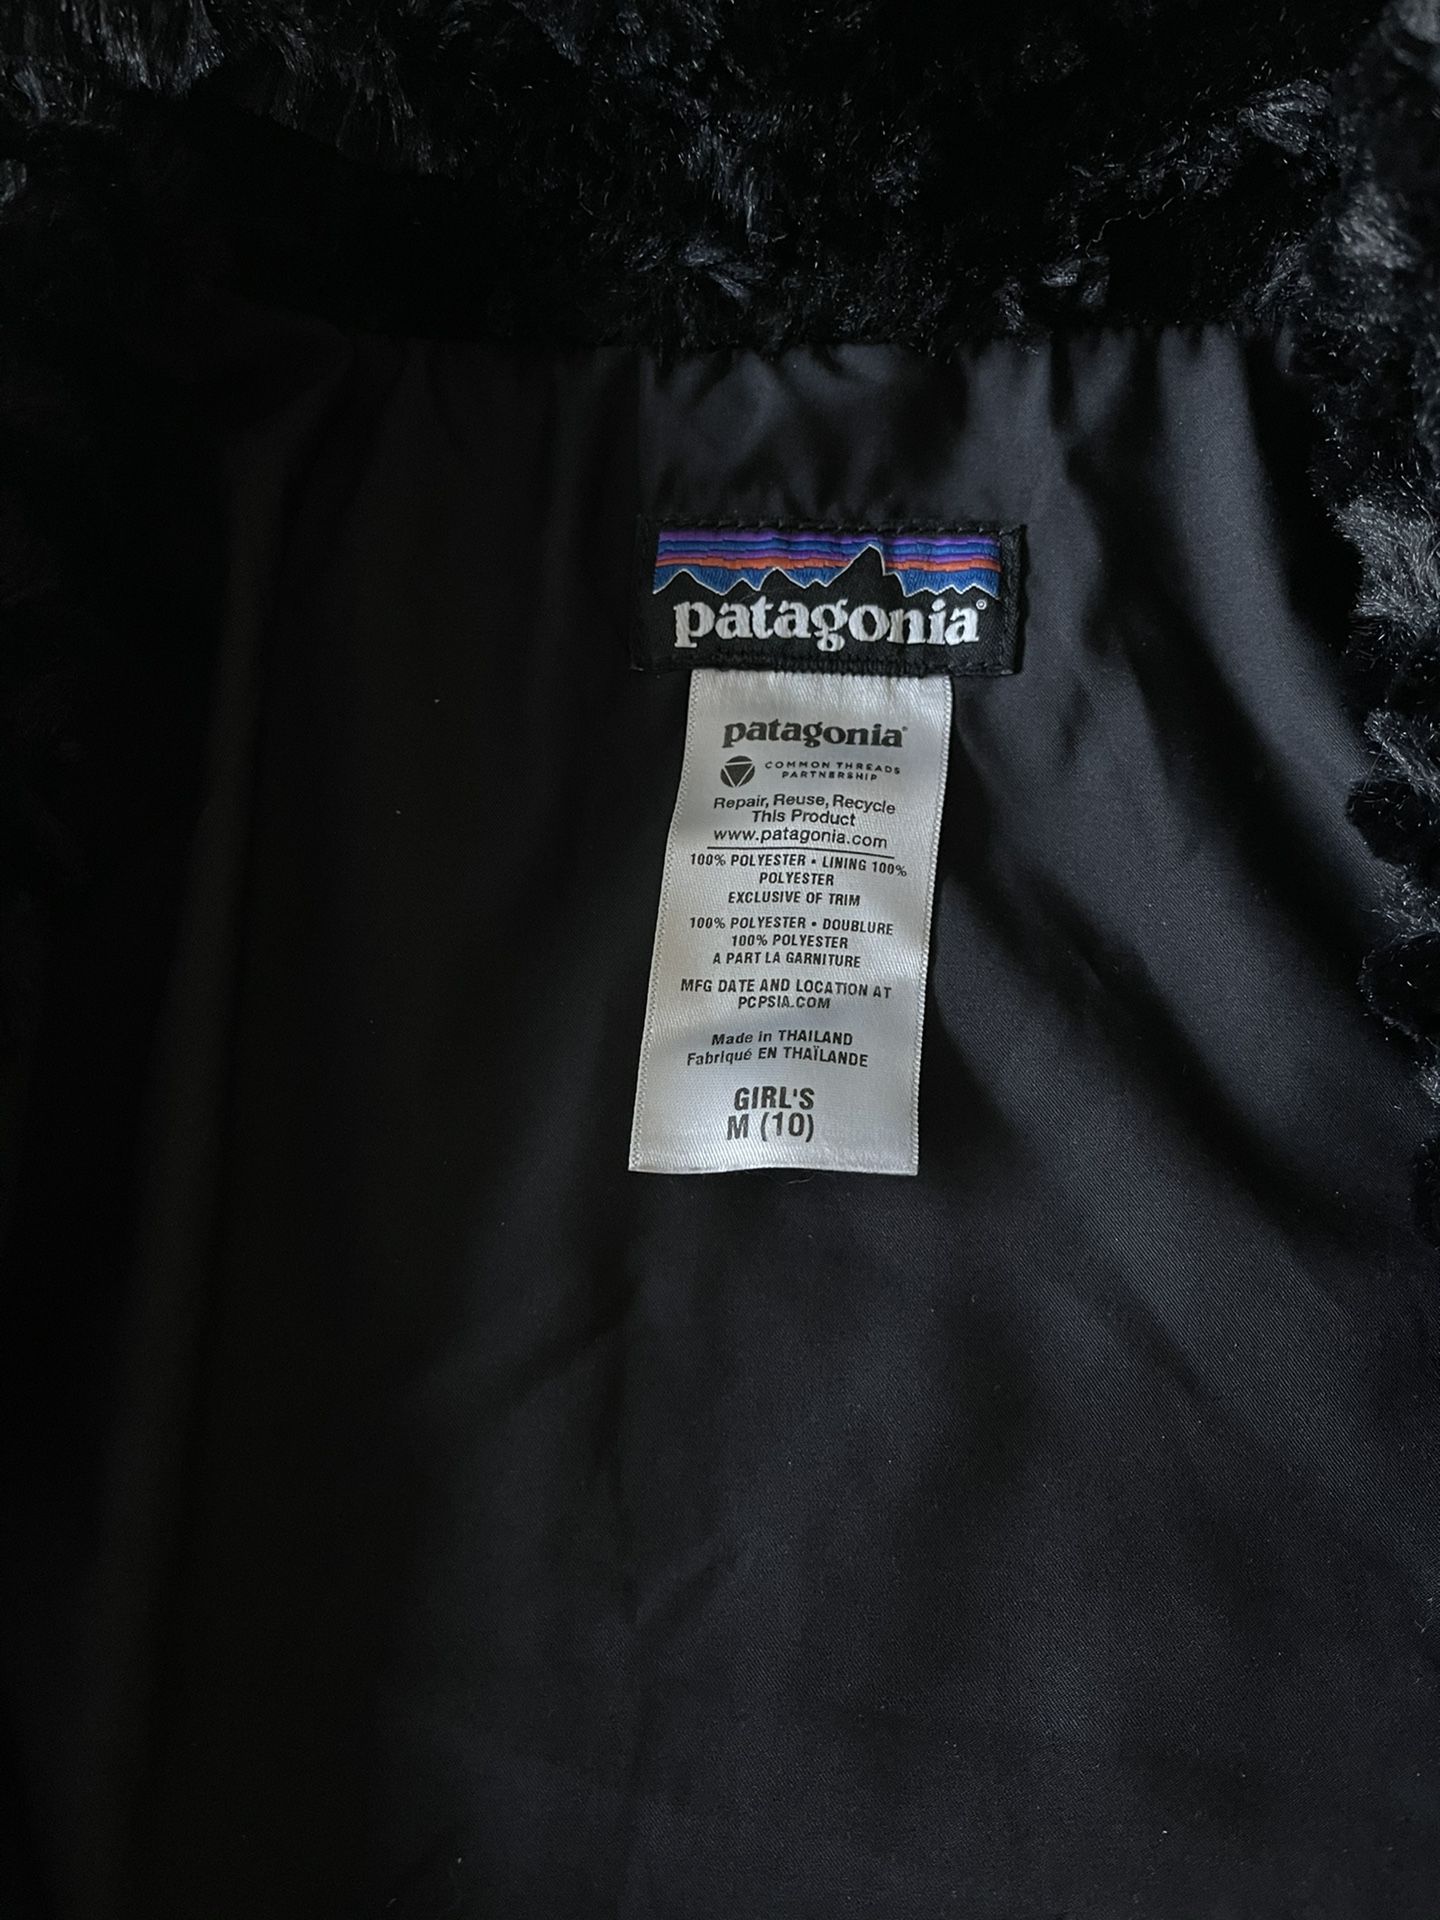 patagonia®
patagonia®
COMMON THREADS
PARTNERSHIP
Repair, Reuse, Recycle
This Product
www.patagonia.com
100% POLYESTER • LINING 100%
POLYESTER
EXCLUSIVE OF TRIM
100% POLYESTER • DOUBLURE
100% POLYESTER
A PART LA GARNITURE
MFG DATE AND LOCATION AT
PCPSIA.COM
Made in THAILAND
Fabriqué EN THAÏLANDE
GIRL'S
M (10)